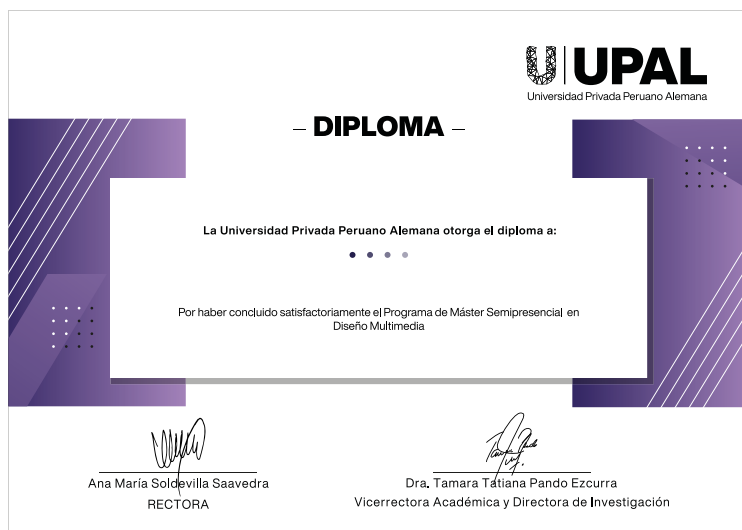 UPAL
Universidad Privada Peruano Alemana
– DIPLOMA –
La Universidad Privada Peruano Alemana otorga el diploma a:
Por haber concluido satisfactoriamente el Programa de Máster Semipresencial en
Diseño Multimedia
Ana María Soldevilla Saavedra
RECTORA
Dra. Tamara Tatiana Pando Ezcurra
Vicerrectora Académica y Directora de Investigación